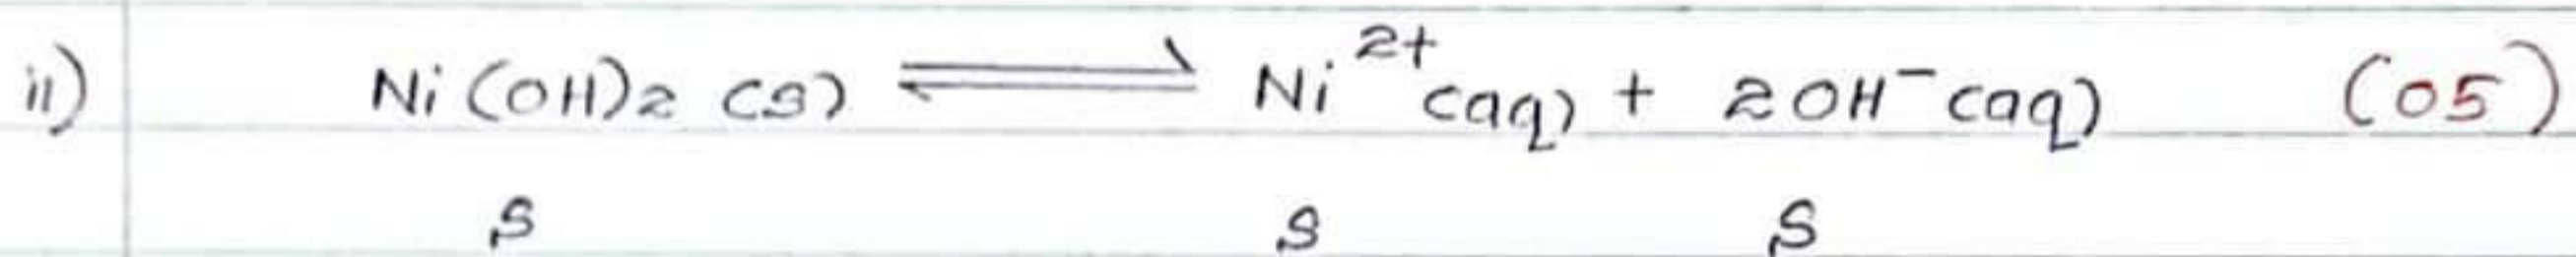 ii) Ni(OH)2 (s) ⇌ Ni²⁺(aq) + 2OH⁻(aq) (05)
s s s